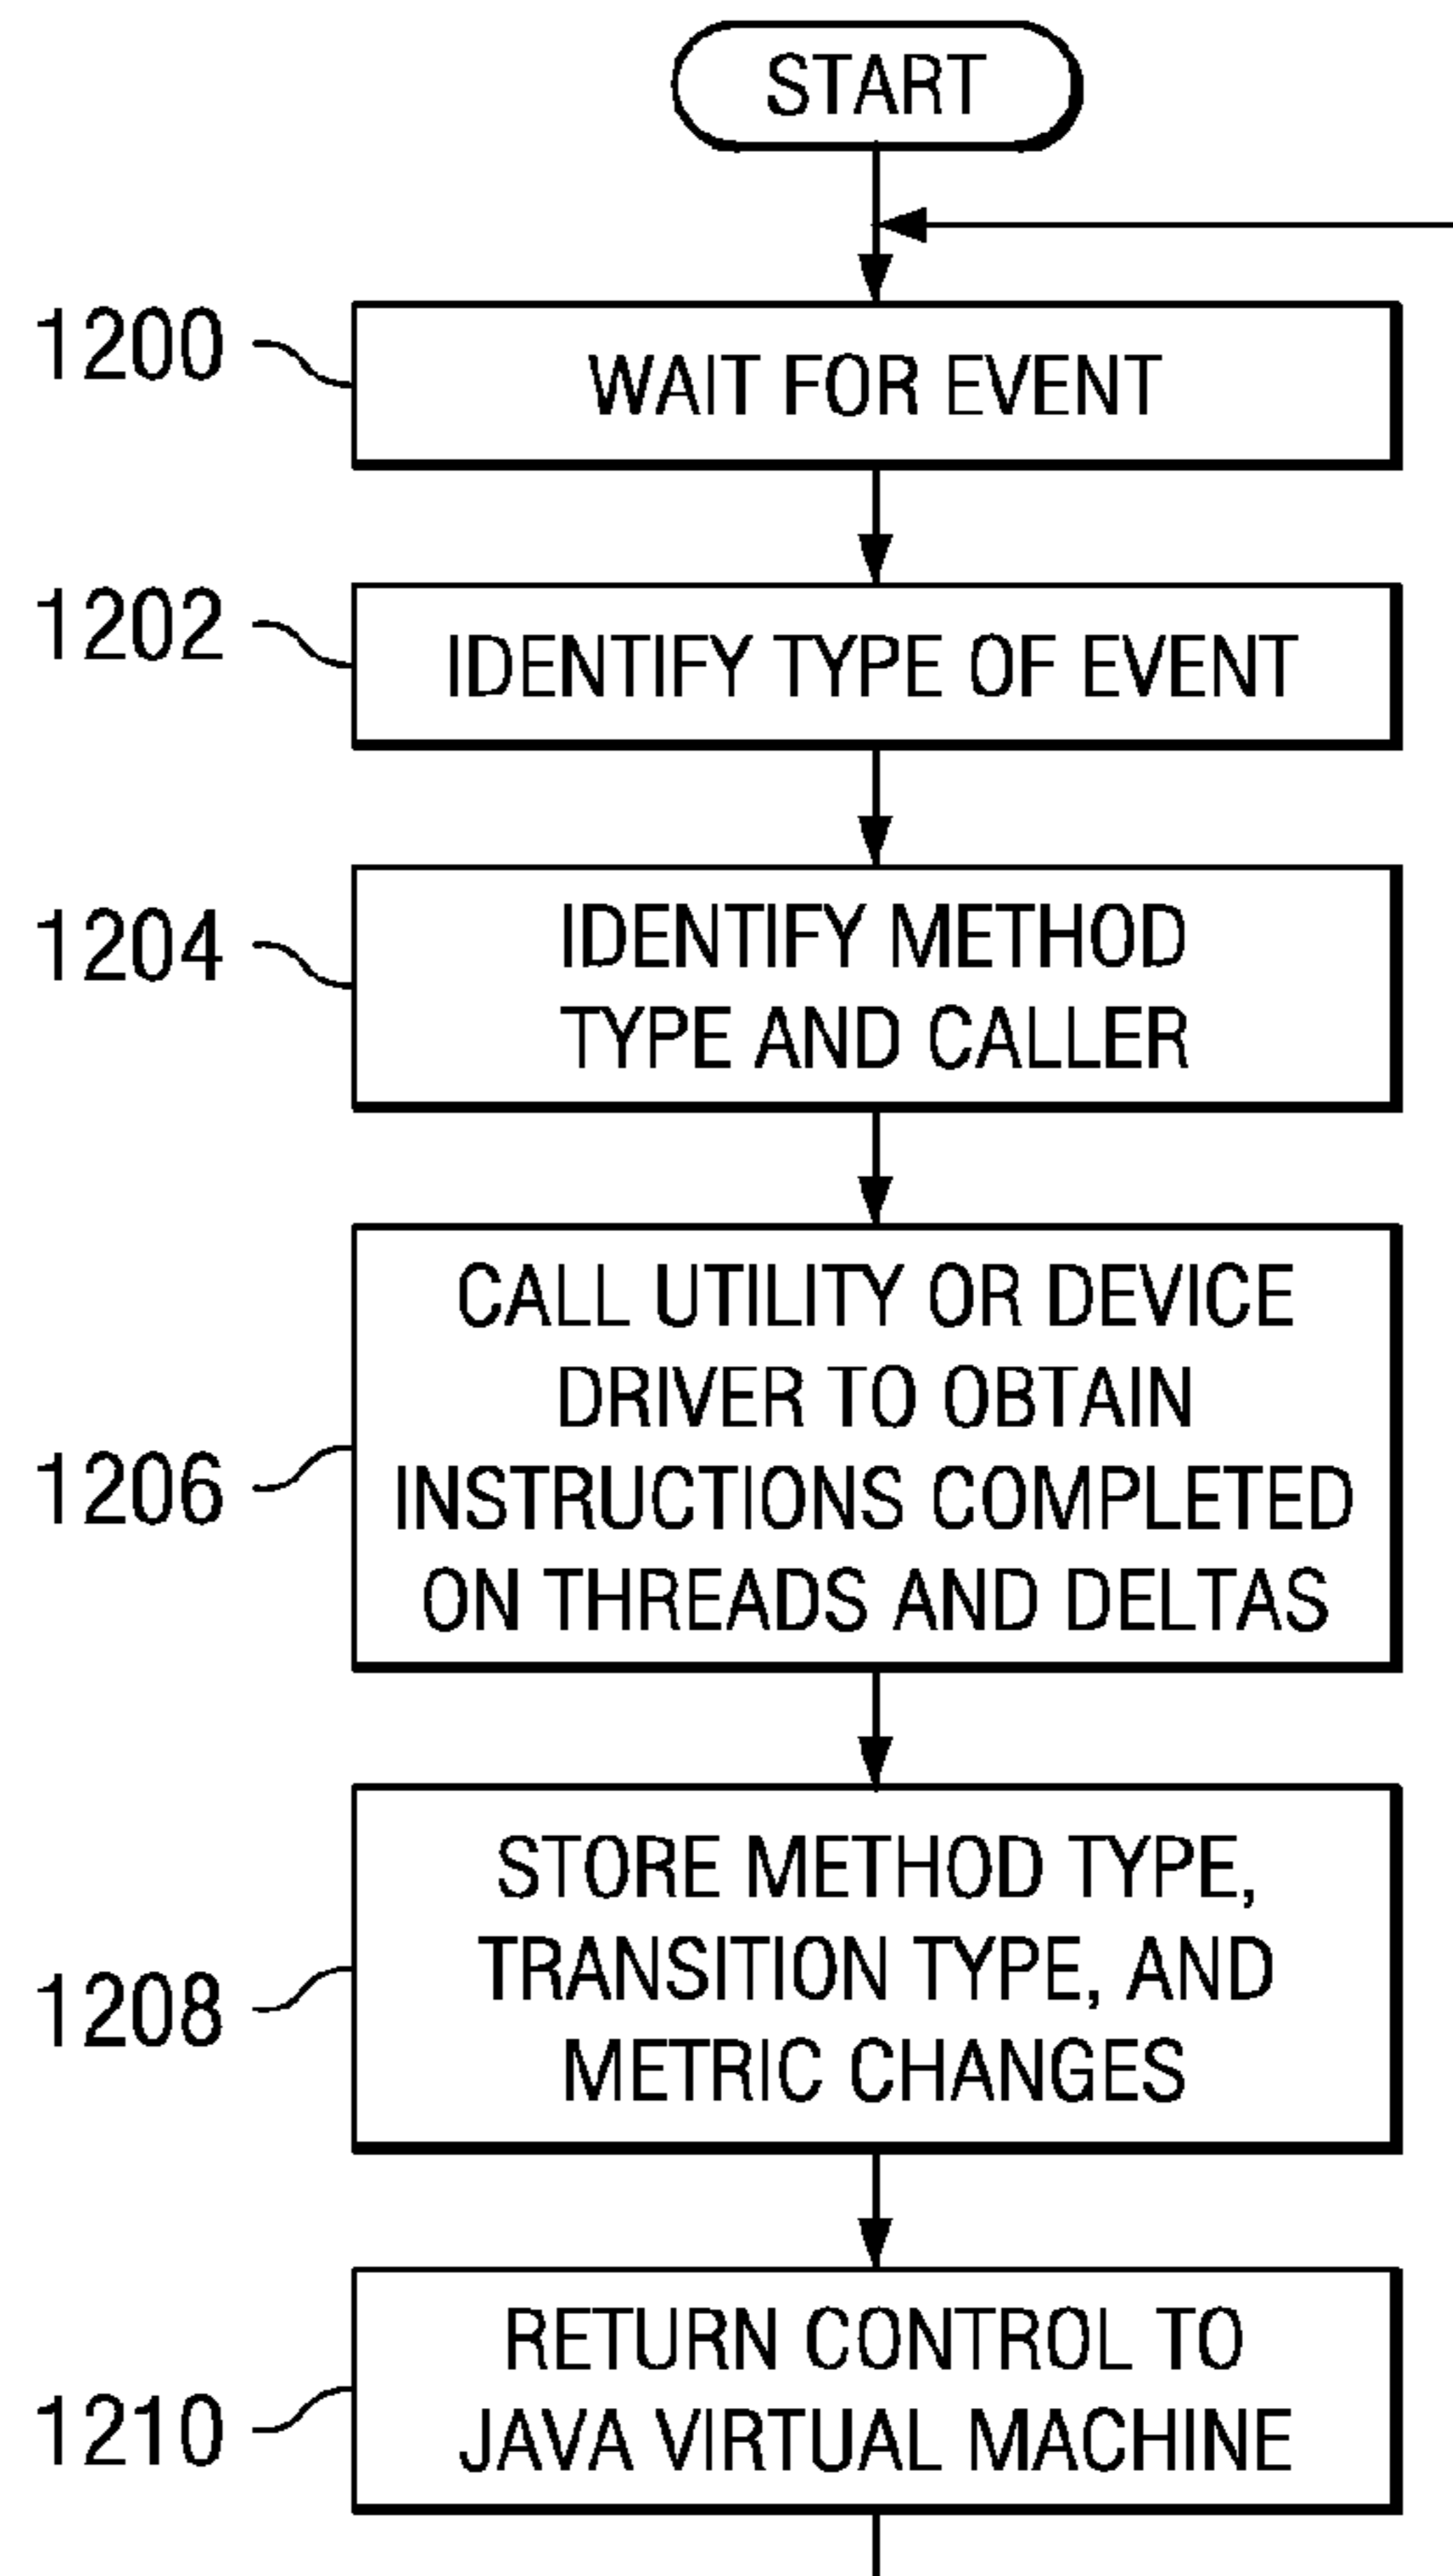 START
1200
WAIT FOR EVENT
1202
IDENTIFY TYPE OF EVENT
1204
IDENTIFY METHOD
TYPE AND CALLER
1206
CALL UTILITY OR DEVICE
DRIVER TO OBTAIN
INSTRUCTIONS COMPLETED
ON THREADS AND DELTAS
1208
STORE METHOD TYPE,
TRANSITION TYPE, AND
METRIC CHANGES
1210
RETURN CONTROL TO
JAVA VIRTUAL MACHINE